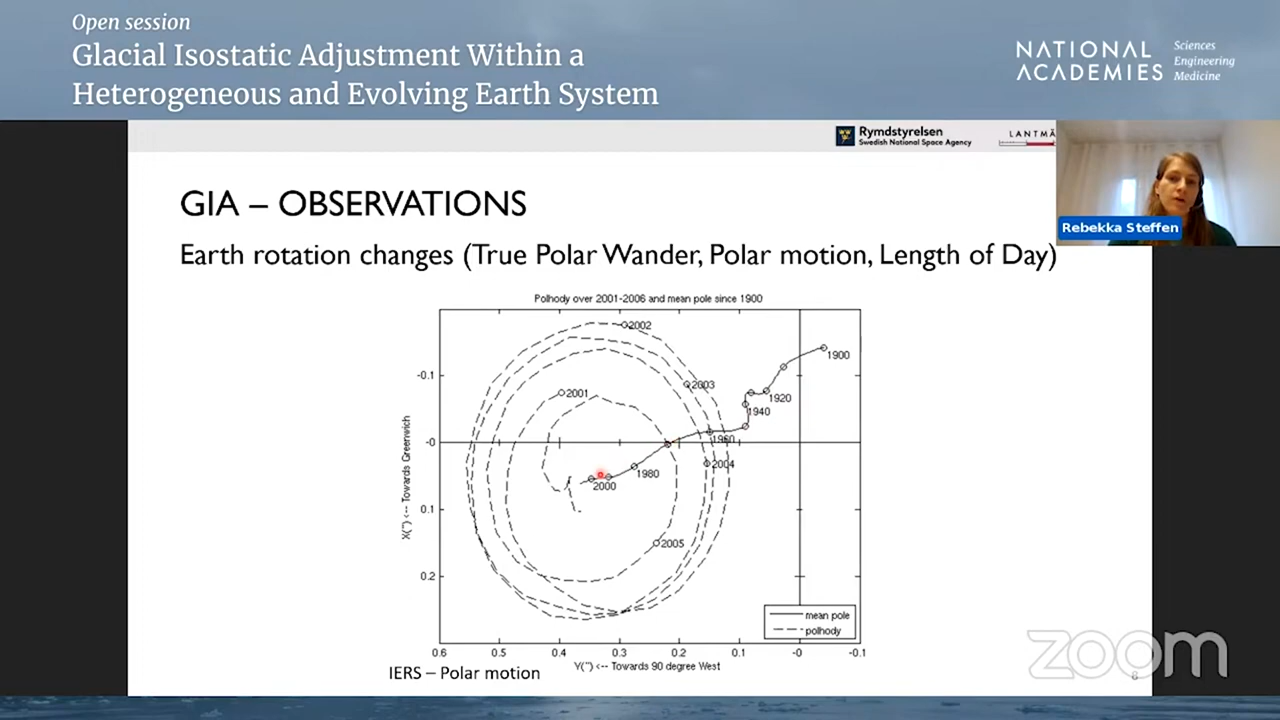 Open session
Glacial Isostatic Adjustment Within a
Heterogeneous and Evolving Earth System
NATIONAL
ACADEMIES
Sciences
Engineering
Medicine
Rymdstyrelsen
Swedish National Space Agency
LANTMÄ
Rebekka Steffen
GIA – OBSERVATIONS
Earth rotation changes (True Polar Wander, Polar motion, Length of Day)
Polhody over 2001-2006 and mean pole since 1900
2002
1900
-0.1
2003
2001
1920
1940
-0
1960
2004
1980
2000
X(") <-- Towards Greenwich
0.1
2005
0.2
mean pole
polhody
0.6 0.5 0.4 0.3 0.2 0.1 -0 -0.1
Y(") <-- Towards 90 degree West
IERS – Polar motion
zoom
8